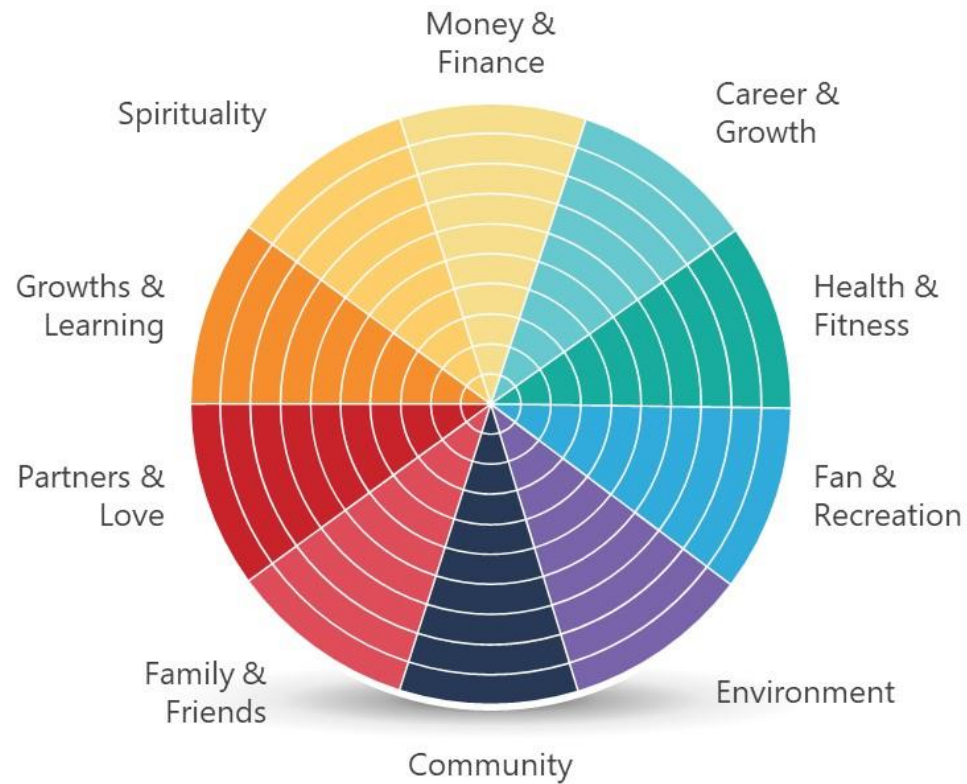 Money &
Finance
Career &
Growth
Spirituality
Health &
Fitness
Growths &
Learning
Fan &
Recreation
Partners &
Love
Environment
Family &
Friends
Community